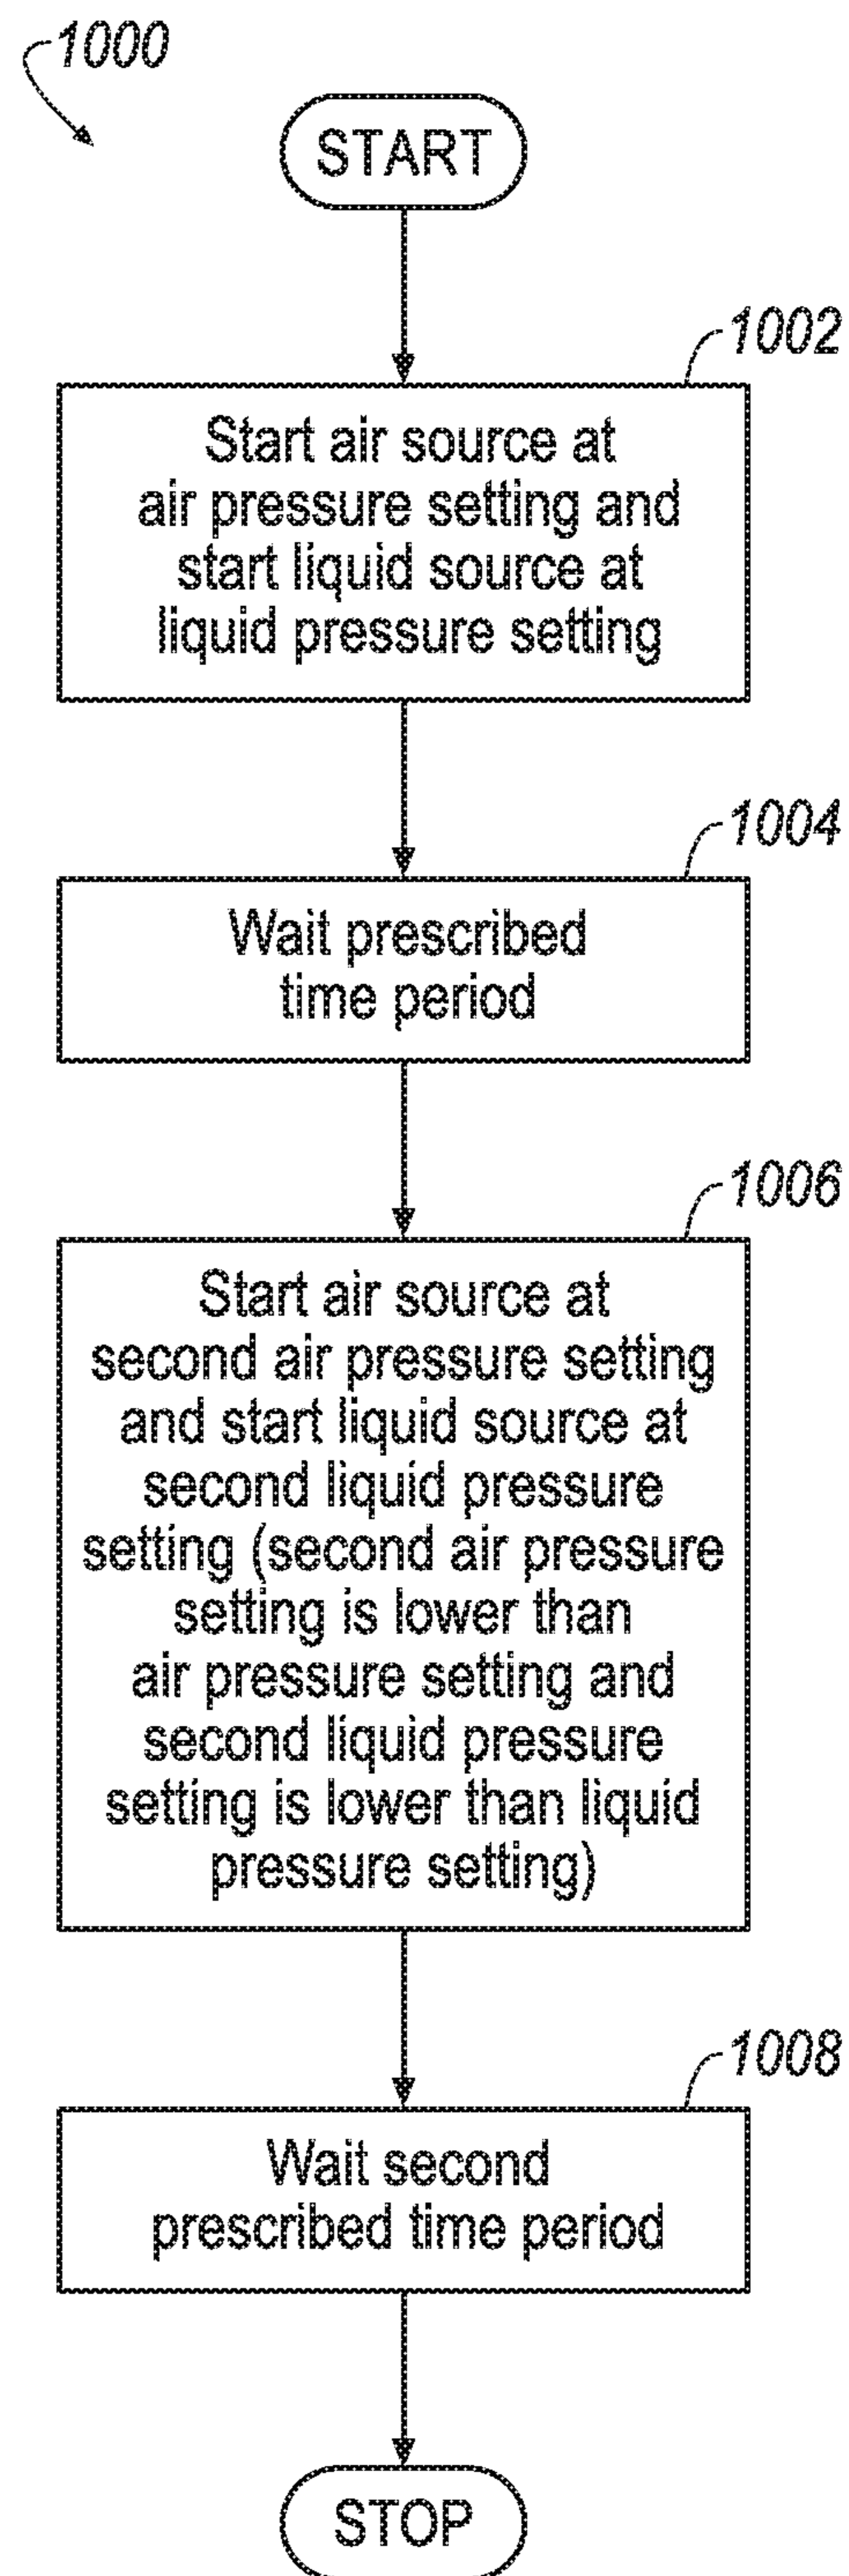 1000
START
1002
Start air source at
air pressure setting and
start liquid source at
liquid pressure setting
1004
Wait prescribed
time period
1006
Start air source at
second air pressure setting
and start liquid source at
second liquid pressure
setting (second air pressure
setting is lower than
air pressure setting and
second liquid pressure
setting is lower than liquid
pressure setting)
1008
Wait second
prescribed time period
STOP